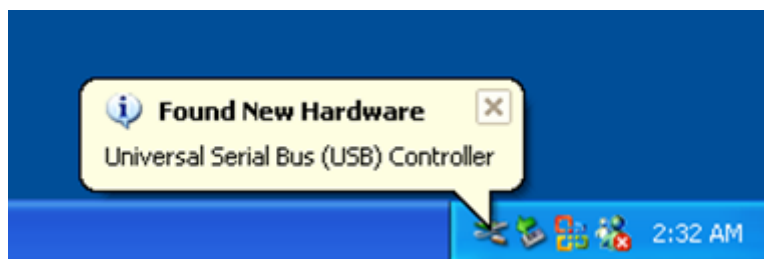 Found New Hardware
Universal Serial Bus (USB) Controller
2:32 AM